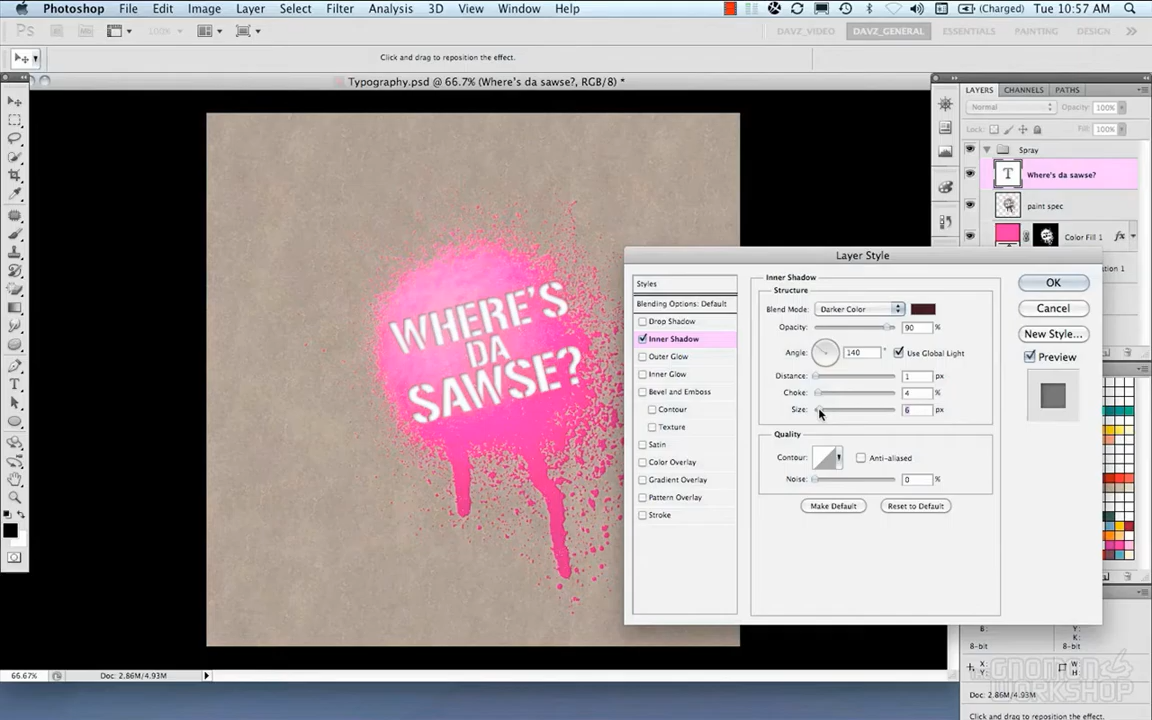 Photoshop File Edit Image Layer Select Filter Analysis 3D View Window Help (Charged) Tue 10:57 AM
Ps 100% DAVZ_VIDEO DAVZ_GENERAL ESSENTIALS PAINTING DESIGN
Click and drag to reposition the effect.
Typography.psd @ 66.7% (Where's da sawse?, RGB/8) *
LAYERS CHANNELS PATHS
Normal Opacity: 100%
Lock: Fill: 100%
Spray
T Where's da sawse?
paint spec
Color Fill 1 fx
WHERE'S
DA
SAWSE?
Layer Style
Styles
Blending Options: Default
Drop Shadow
Inner Shadow
Outer Glow
Inner Glow
Bevel and Emboss
Contour
Texture
Satin
Color Overlay
Gradient Overlay
Pattern Overlay
Stroke
Inner Shadow
Structure
Blend Mode: Darker Color
Opacity: 90 %
Angle: 140 ° Use Global Light
Distance: 1 px
Choke: 4 %
Size: 6 px
Quality
Contour: Anti-aliased
Noise: 0 %
Make Default Reset to Default
OK
Cancel
New Style...
Preview
66.67% Doc: 2.86M/4.93M
8-bit 8-bit
X: Y: W: H:
Doc: 2.86M/4.93M
Click and drag to reposition the effect.
GNOMON
WORKSHOP